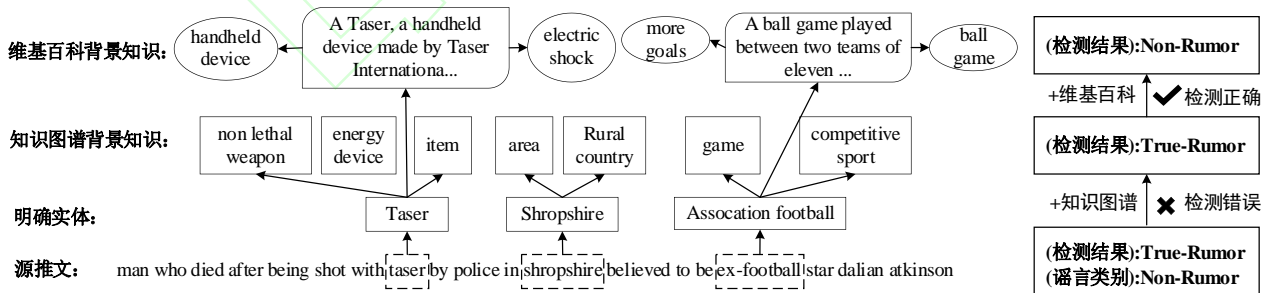 维基百科背景知识:
handheld
device
A Taser, a handheld
device made by Taser
Internationa...
electric
shock
more
goals
A ball game played
between two teams of
eleven ...
ball
game
(检测结果):Non-Rumor
+维基百科
检测正确
知识图谱背景知识:
non lethal
weapon
energy
device
item
area
Rural
country
game
competitive
sport
(检测结果):True-Rumor
+知识图谱
检测错误
明确实体:
Taser
Shropshire
Assocation football
源推文:
man who died after being shot with taser by police in shropshire believed to be ex-football star dalian atkinson
(检测结果):True-Rumor
(谣言类别):Non-Rumor